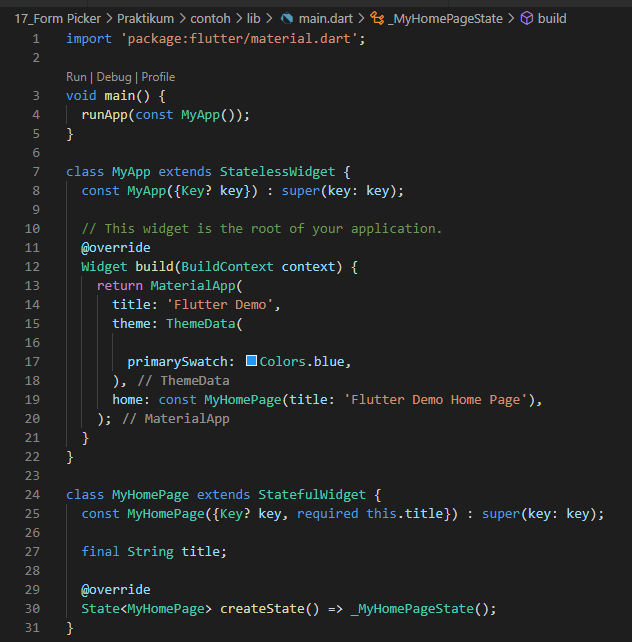 17_Form Picker > Praktikum > contoh > lib > main.dart > _MyHomePageState > build
1 import 'package:flutter/material.dart';
2
Run | Debug | Profile
3 void main() {
4   runApp(const MyApp());
5 }
6
7 class MyApp extends StatelessWidget {
8   const MyApp({Key? key}) : super(key: key);
9
10   // This widget is the root of your application.
11   @override
12   Widget build(BuildContext context) {
13     return MaterialApp(
14       title: 'Flutter Demo',
15       theme: ThemeData(
16
17         primarySwatch: Colors.blue,
18       ), // ThemeData
19       home: const MyHomePage(title: 'Flutter Demo Home Page'),
20     ); // MaterialApp
21   }
22 }
23
24 class MyHomePage extends StatefulWidget {
25   const MyHomePage({Key? key, required this.title}) : super(key: key);
26
27   final String title;
28
29   @override
30   State<MyHomePage> createState() => _MyHomePageState();
31 }